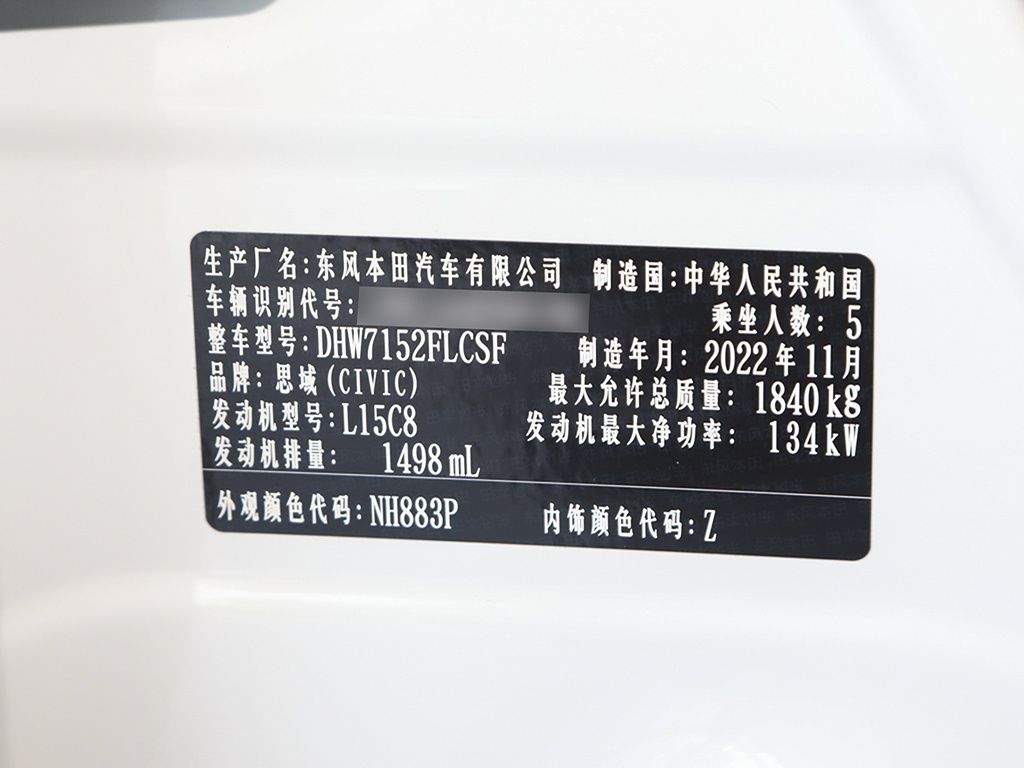 生产厂名:东风本田汽车有限公司 制造国:中华人民共和国
车辆识别代号: 乘坐人数: 5
整车型号:DHW7152FLCSF 制造年月: 2022年11月
品牌: 思域(CIVIC) 最大允许总质量: 1840kg
发动机型号:L15C8 发动机最大净功率: 134kW
发动机排量: 1498mL
外观颜色代码:NH883P 内饰颜色代码:Z